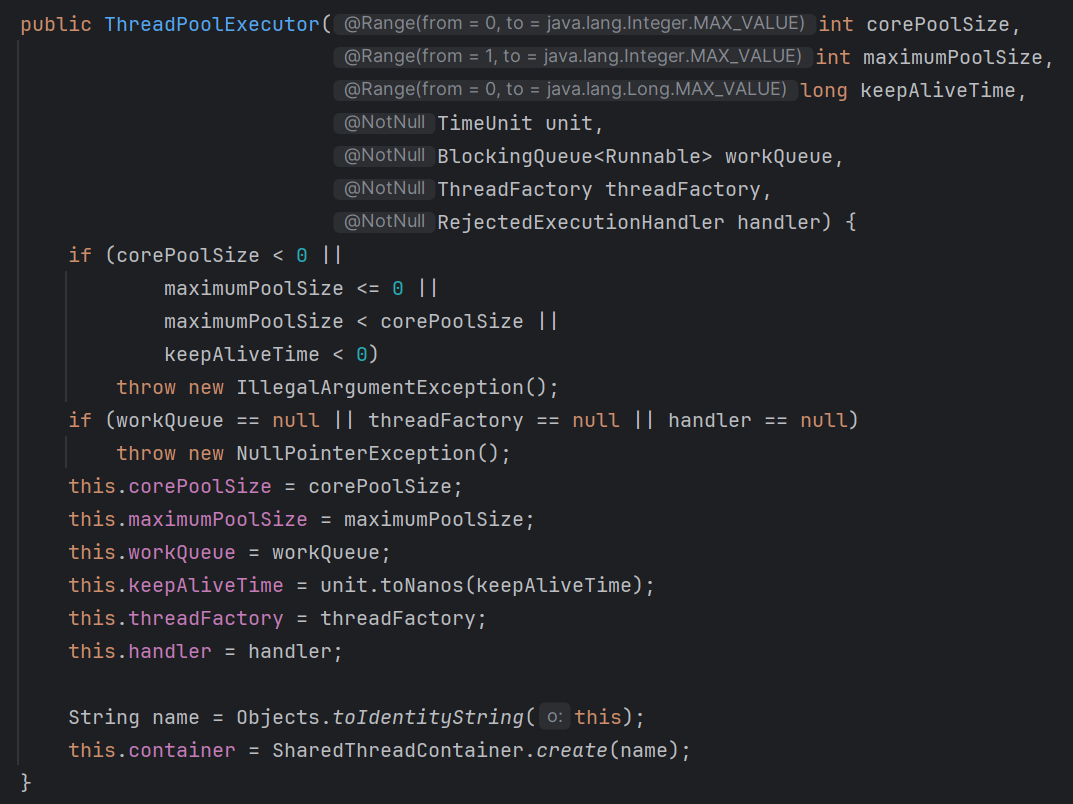 public ThreadPoolExecutor( @Range(from = 0, to = java.lang.Integer.MAX_VALUE) int corePoolSize,
@Range(from = 1, to = java.lang.Integer.MAX_VALUE) int maximumPoolSize,
@Range(from = 0, to = java.lang.Long.MAX_VALUE) long keepAliveTime,
@NotNull TimeUnit unit,
@NotNull BlockingQueue<Runnable> workQueue,
@NotNull ThreadFactory threadFactory,
@NotNull RejectedExecutionHandler handler) {
if (corePoolSize < 0 ||
maximumPoolSize <= 0 ||
maximumPoolSize < corePoolSize ||
keepAliveTime < 0)
throw new IllegalArgumentException();
if (workQueue == null || threadFactory == null || handler == null)
throw new NullPointerException();
this.corePoolSize = corePoolSize;
this.maximumPoolSize = maximumPoolSize;
this.workQueue = workQueue;
this.keepAliveTime = unit.toNanos(keepAliveTime);
this.threadFactory = threadFactory;
this.handler = handler;
String name = Objects.toIdentityString( o: this);
this.container = SharedThreadContainer.create(name);
}